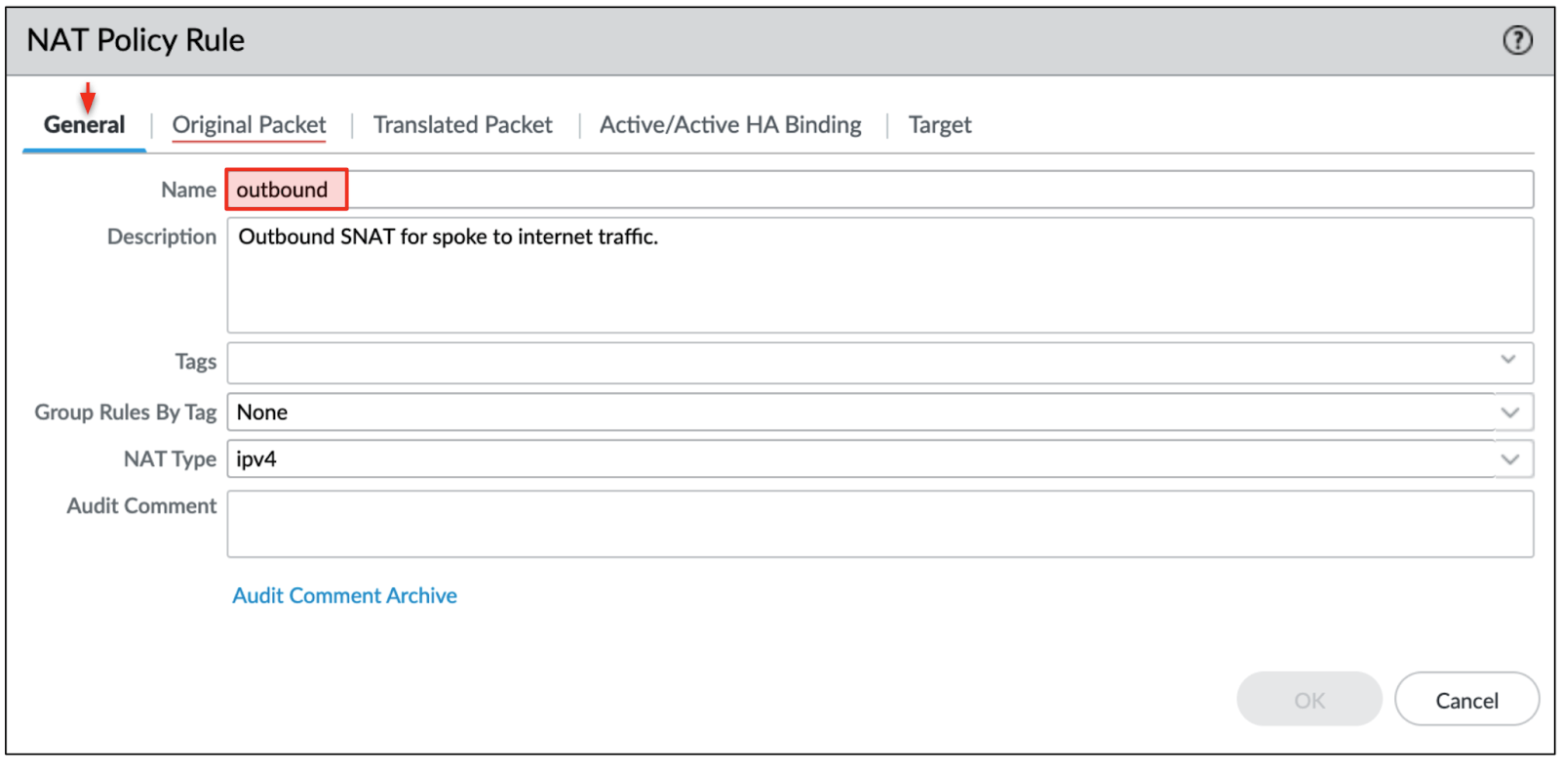 NAT Policy Rule
?
General | Original Packet | Translated Packet | Active/Active HA Binding | Target
Name outbound
Description Outbound SNAT for spoke to internet traffic.
Tags
Group Rules By Tag None
NAT Type ipv4
Audit Comment
Audit Comment Archive
OK Cancel